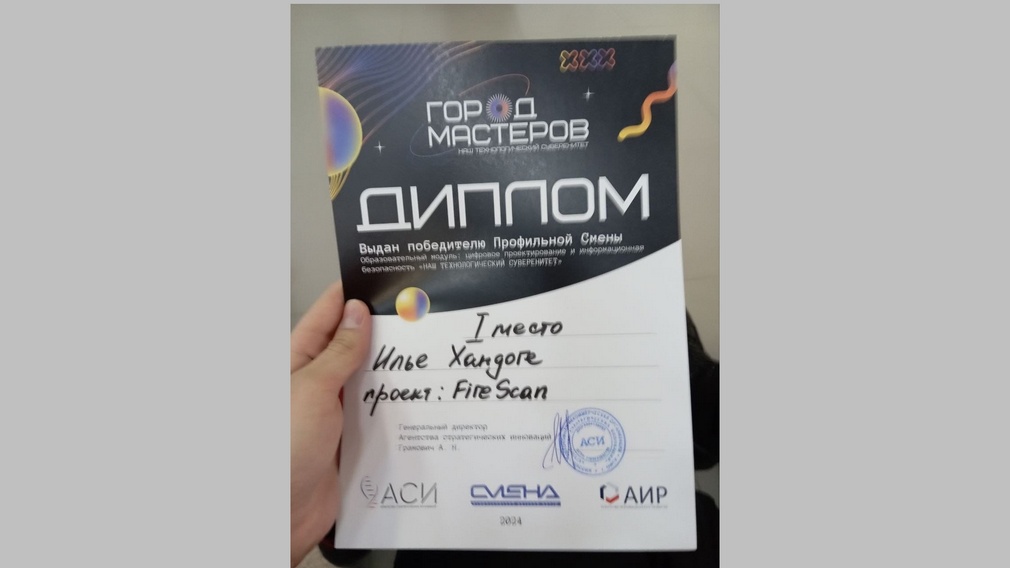 ГОРОД
МАСТЕРОВ
НАШ ТЕХНОЛОГИЧЕСКИЙ СУВЕРЕНИТЕТ
ДИПЛОМ
Выдан победителю Профильной Смены
Образовательный модуль: цифровое проектирование и информационная
безопасность «НАШ ТЕХНОЛОГИЧЕСКИЙ СУВЕРЕНИТЕТ»
I место
Илье Хандоге
проект: FireScan
Генеральный директор
Агентства стратегических инноваций
А. Н.
АСИ
АСИ
СМЕНА
АИР
2024